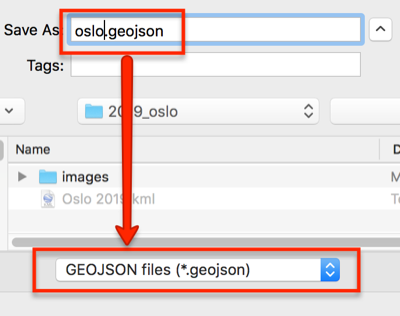 Save As:
oslo.geojson
Tags:
2019_oslo
Name
D
images
M
Oslo 2019.kml
GEOJSON files (*.geojson)